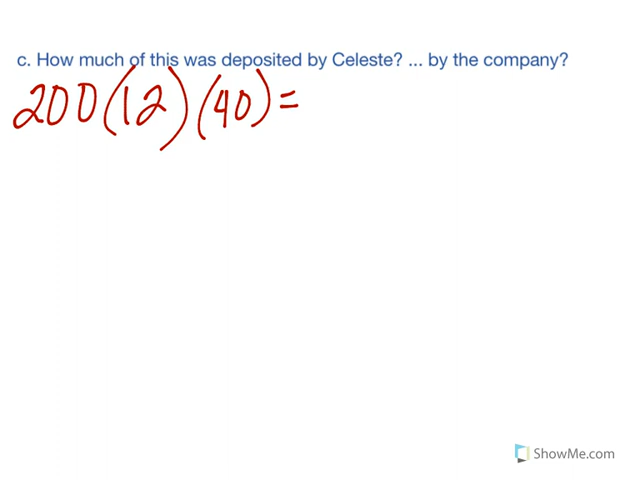 c. How much of this was deposited by Celeste? ... by the company?
200(12)(40)=
ShowMe.com